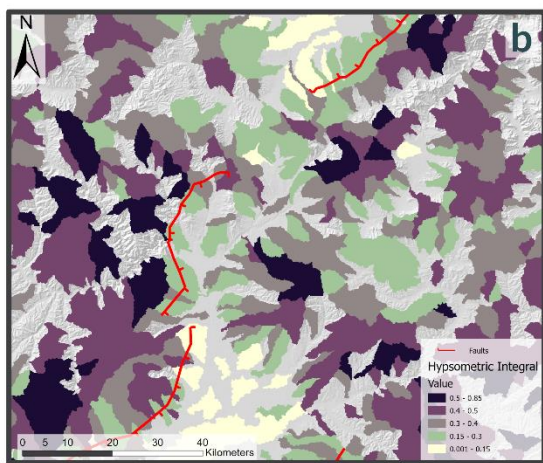 N
b
Faults
Hypsometric Integral
Value
0.5 - 0.85
0.4 - 0.5
0.3 - 0.4
0.15 - 0.3
0.001 - 0.15
0 5 10 20 30 40
Kilometers